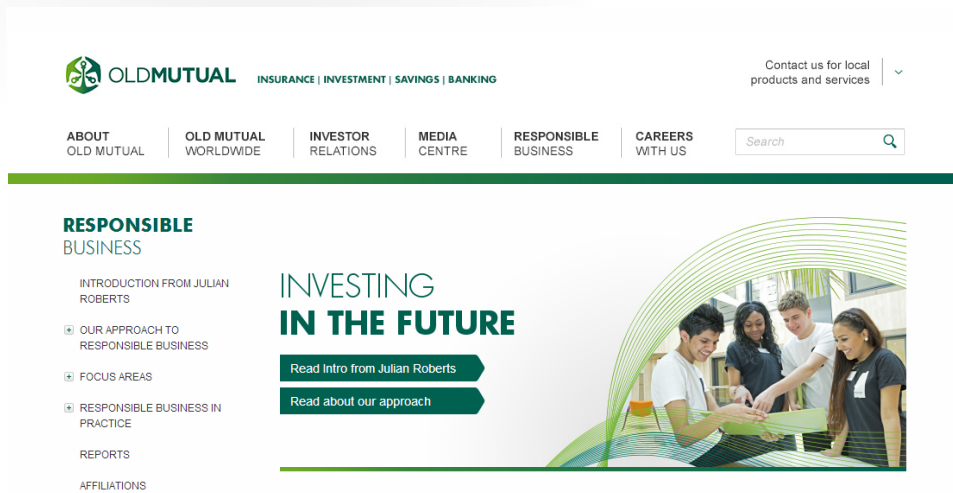 OLDMUTUAL
INSURANCE | INVESTMENT | SAVINGS | BANKING
Contact us for local
products and services
ABOUT
OLD MUTUAL
OLD MUTUAL
WORLDWIDE
INVESTOR
RELATIONS
MEDIA
CENTRE
RESPONSIBLE
BUSINESS
CAREERS
WITH US
Search
RESPONSIBLE
BUSINESS
INTRODUCTION FROM JULIAN
ROBERTS
OUR APPROACH TO
RESPONSIBLE BUSINESS
FOCUS AREAS
RESPONSIBLE BUSINESS IN
PRACTICE
REPORTS
AFFILIATIONS
INVESTING
IN THE FUTURE
Read Intro from Julian Roberts
Read about our approach